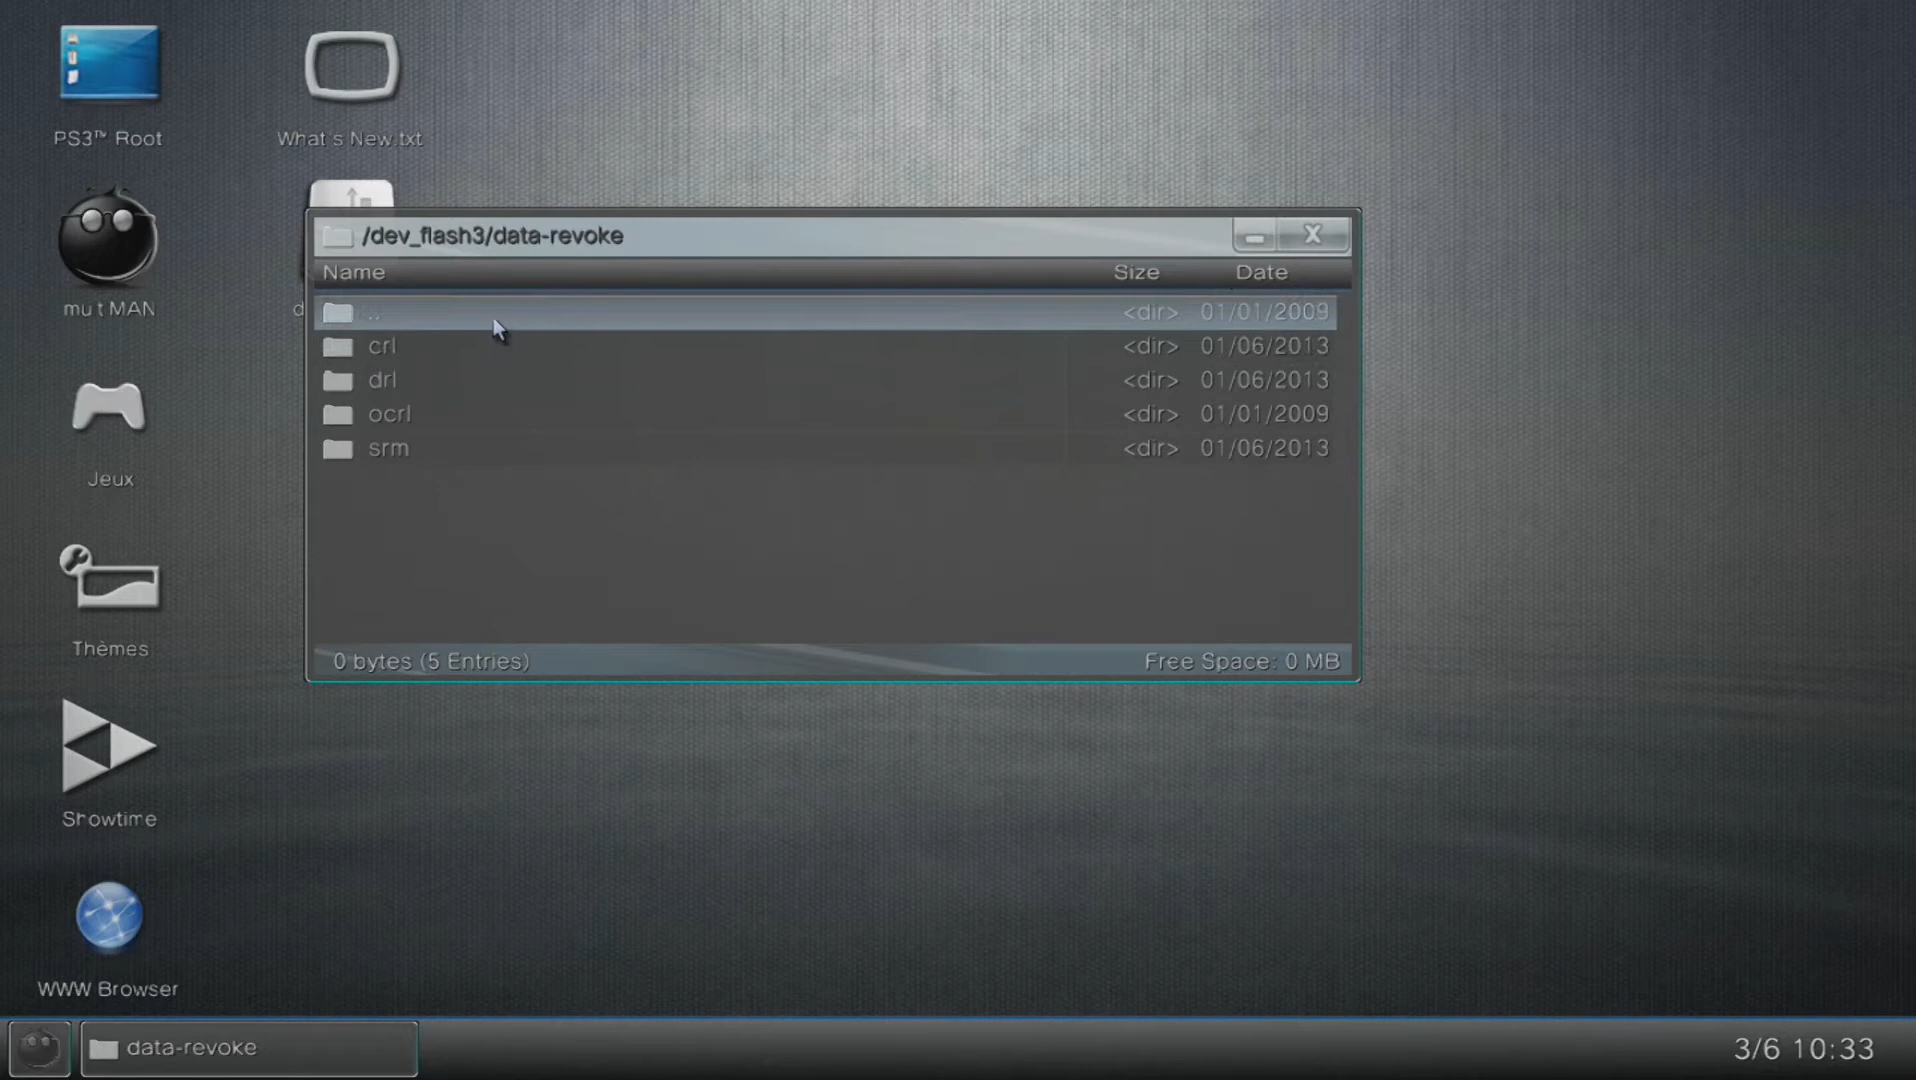 PS3™ Root
What's New.txt
mu t MAN
Jeux
Thèmes
Showtime
WWW Browser
/dev_flash3/data-revoke
X
Name Size Date
.. <dir> 01/01/2009
crl <dir> 01/06/2013
drl <dir> 01/06/2013
ocrl <dir> 01/01/2009
srm <dir> 01/06/2013
0 bytes (5 Entries) Free Space: 0 MB
data-revoke
3/6 10:33